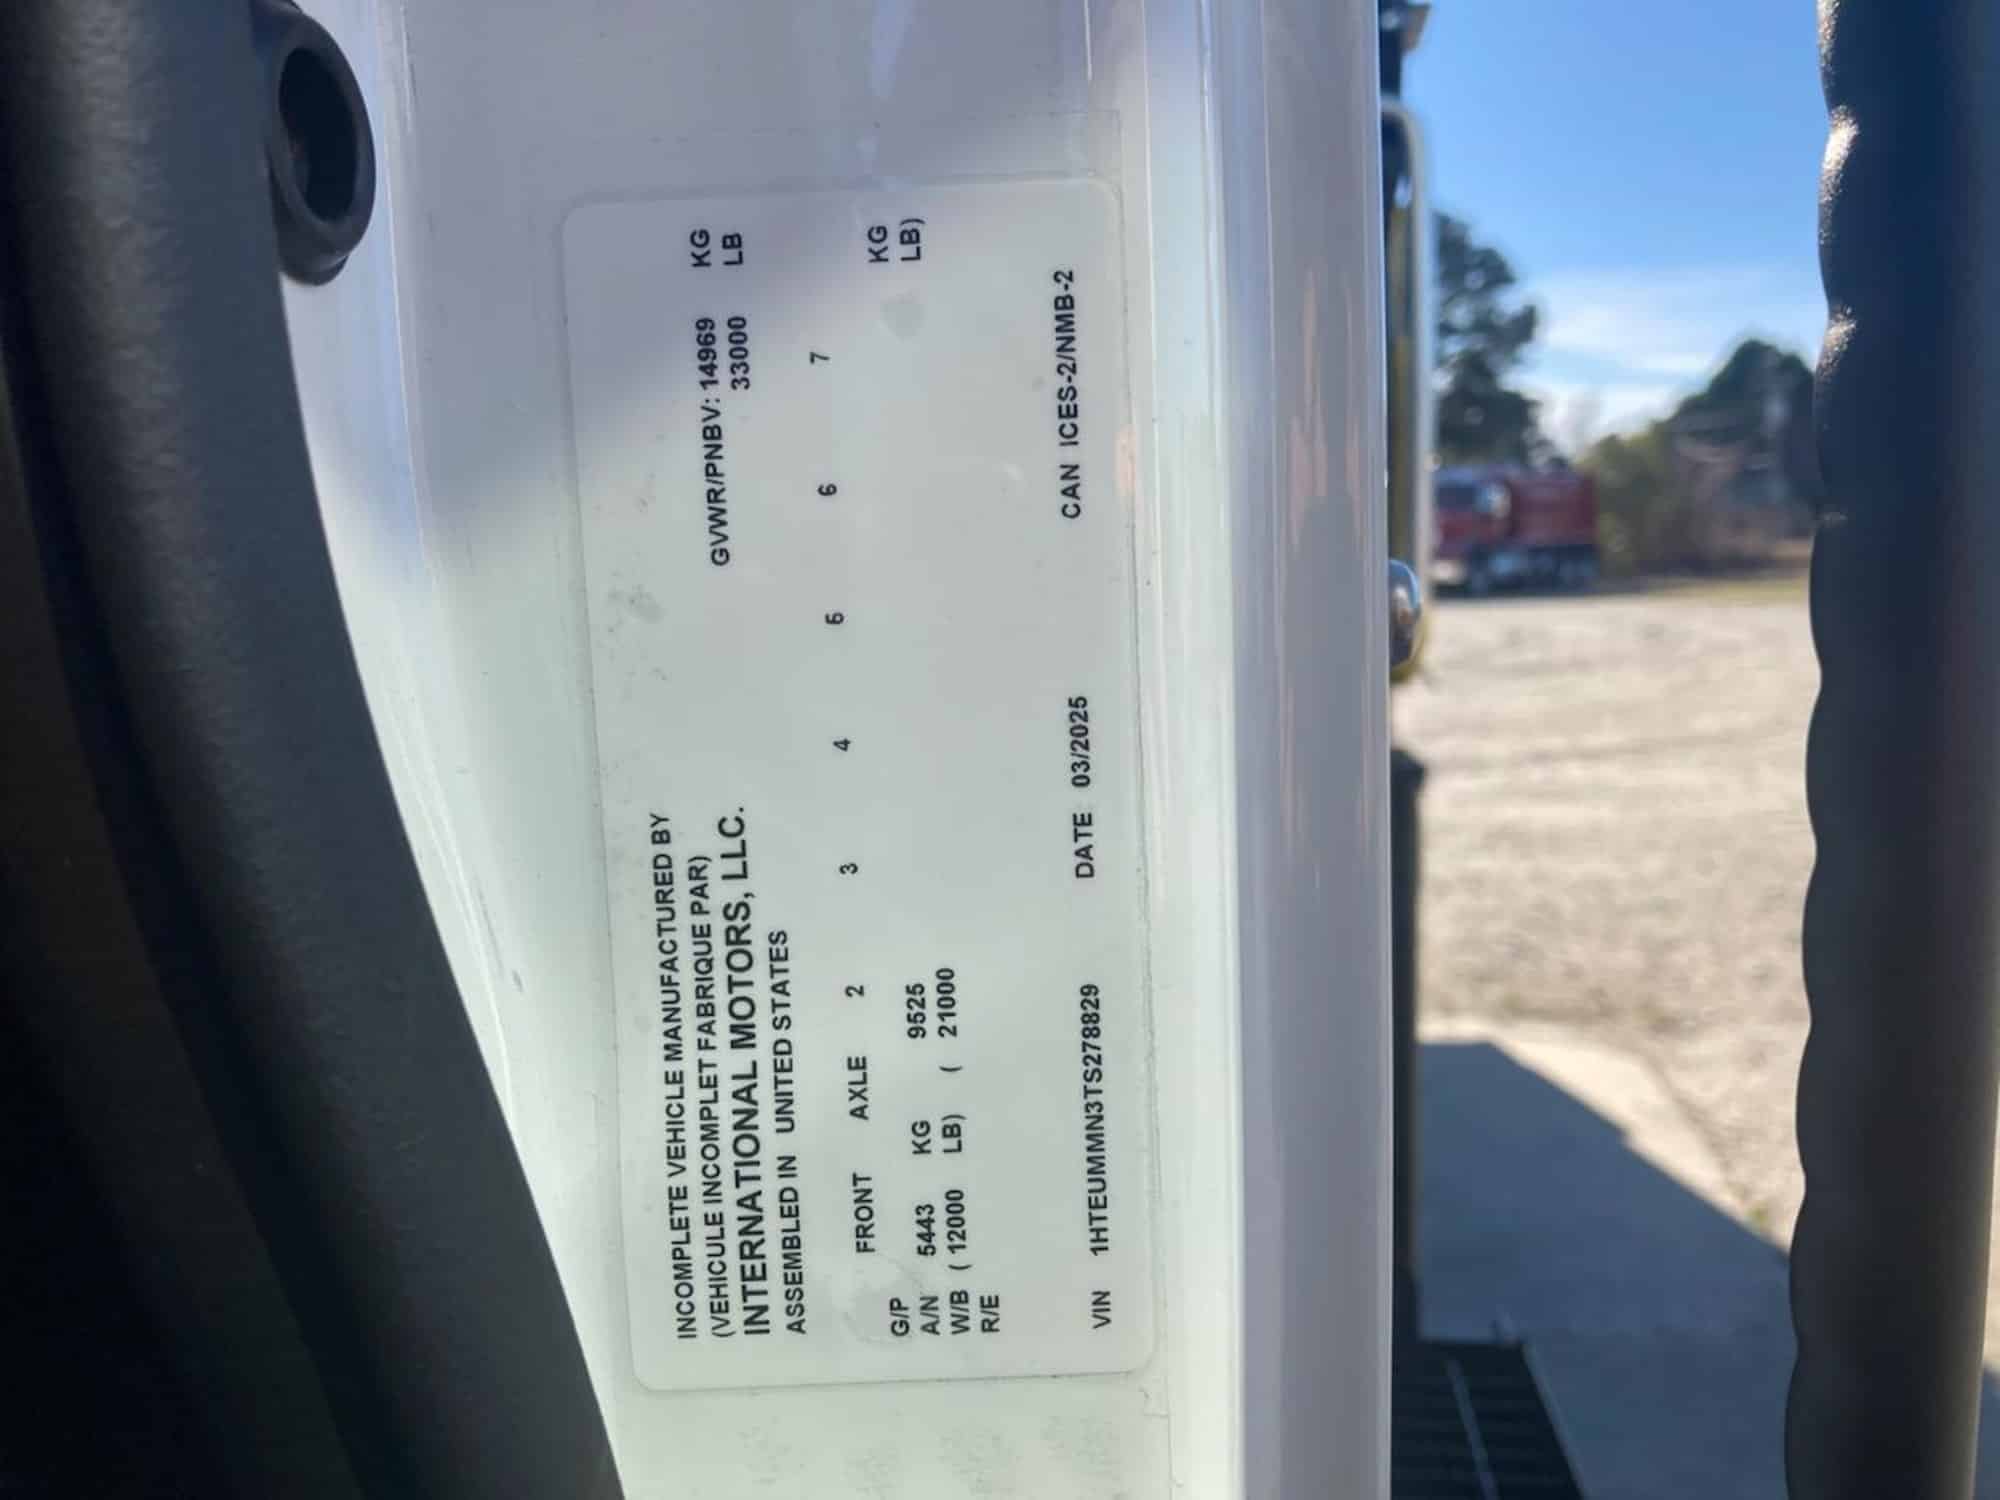 INCOMPLETE VEHICLE MANUFACTURED BY
(VEHICULE INCOMPLET FABRIQUE PAR)
INTERNATIONAL MOTORS, LLC.
ASSEMBLED IN UNITED STATES
GVWR/PNBV: 14969 KG
33000 LB
FRONT AXLE 2 3 4 5 6 7
G/P
A/N 5443 KG 9525 KG
W/B ( 12000 LB) ( 21000 LB)
R/E
VIN 1HTEUMMN3TS278829 DATE 03/2025 CAN ICES-2/NMB-2